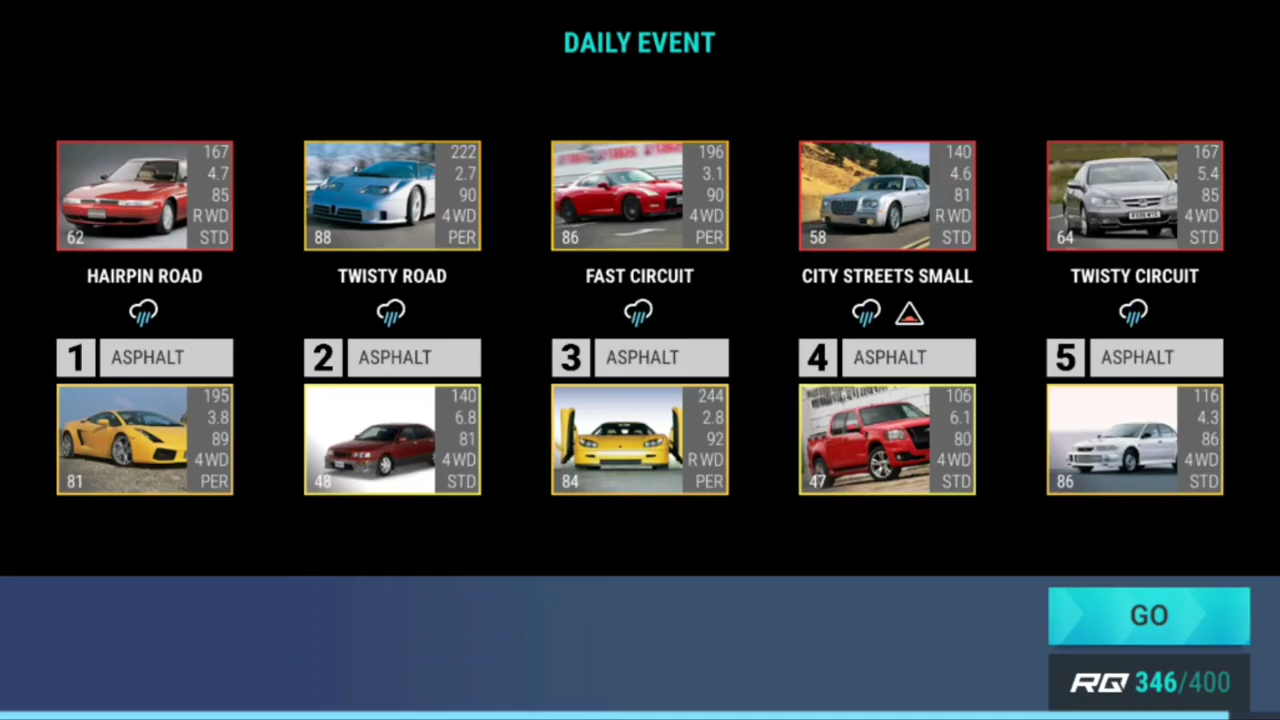 DAILY EVENT
167
4.7
85
RWD
62
STD
222
2.7
90
4WD
88
PER
196
3.1
90
4WD
86
PER
140
4.6
81
RWD
58
STD
167
5.4
85
4WD
64
STD
HAIRPIN ROAD
TWISTY ROAD
FAST CIRCUIT
CITY STREETS SMALL
TWISTY CIRCUIT
1 ASPHALT
2 ASPHALT
3 ASPHALT
4 ASPHALT
5 ASPHALT
195
3.8
89
4WD
81
PER
140
6.8
81
4WD
48
STD
244
2.8
92
RWD
84
PER
106
6.1
80
4WD
47
STD
116
4.3
86
4WD
86
STD
GO
RQ 346/400